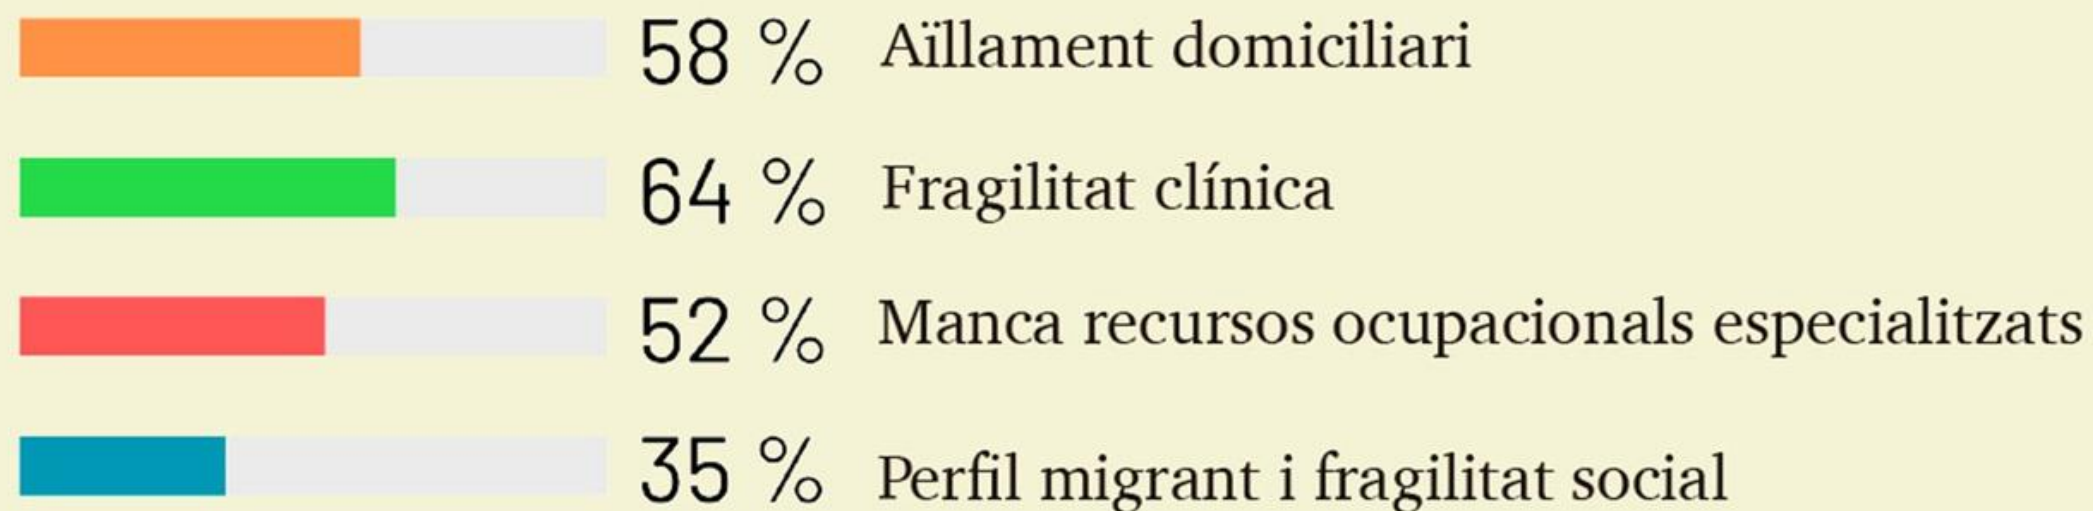 58 % Aïllament domiciliari
64 % Fragilitat clínica
52 % Manca recursos ocupacionals especialitzats
35 % Perfil migrant i fragilitat social